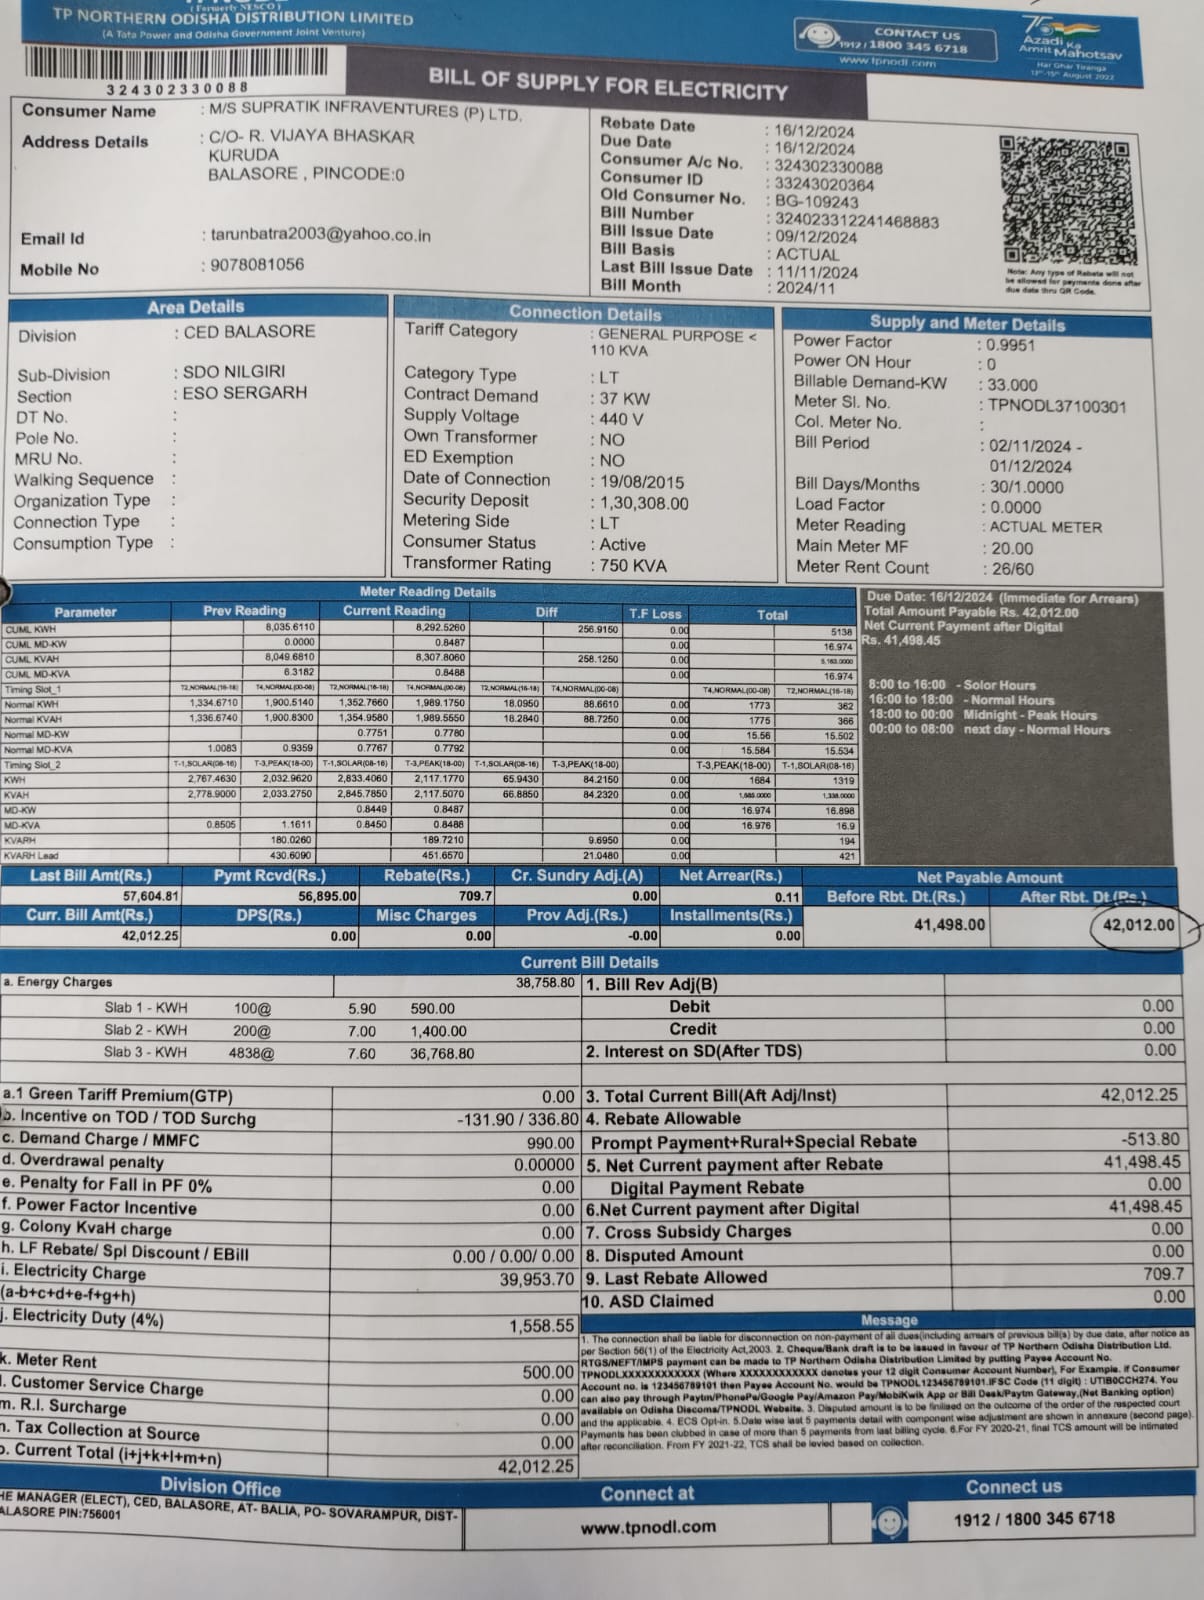 (Formerly NESCO)
TP NORTHERN ODISHA DISTRIBUTION LIMITED
(A Tata Power and Odisha Government Joint Venture)
CONTACT US
1912 / 1800 345 6718
www.tpnodl.com
75
Azadi Ka
Amrit Mahotsav
Har Ghar Tiranga
13th-15th August 2022
324302330088
BILL OF SUPPLY FOR ELECTRICITY
Consumer Name : M/S SUPRATIK INFRAVENTURES (P) LTD.
Address Details : C/O- R. VIJAYA BHASKAR
KURUDA
BALASORE , PINCODE:0
Email Id : tarunbatra2003@yahoo.co.in
Mobile No : 9078081056
Rebate Date : 16/12/2024
Due Date : 16/12/2024
Consumer A/c No. : 324302330088
Consumer ID : 33243020364
Old Consumer No. : BG-109243
Bill Number : 324023312241468883
Bill Issue Date : 09/12/2024
Bill Basis : ACTUAL
Last Bill Issue Date : 11/11/2024
Bill Month : 2024/11
Note: Any type of Rebate will not
be allowed for payments done after
due date thru QR Code.
Area Details
Division : CED BALASORE
Sub-Division : SDO NILGIRI
Section : ESO SERGARH
DT No. :
Pole No. :
MRU No. :
Walking Sequence :
Organization Type :
Connection Type :
Consumption Type :
Connection Details
Tariff Category : GENERAL PURPOSE <
110 KVA
Category Type : LT
Contract Demand : 37 KW
Supply Voltage : 440 V
Own Transformer : NO
ED Exemption : NO
Date of Connection : 19/08/2015
Security Deposit : 1,30,308.00
Metering Side : LT
Consumer Status : Active
Transformer Rating : 750 KVA
Supply and Meter Details
Power Factor : 0.9951
Power ON Hour : 0
Billable Demand-KW : 33.000
Meter Sl. No. : TPNODL37100301
Col. Meter No. :
Bill Period : 02/11/2024 -
01/12/2024
Bill Days/Months : 30/1.0000
Load Factor : 0.0000
Meter Reading : ACTUAL METER
Main Meter MF : 20.00
Meter Rent Count : 26/60
Meter Reading Details
Parameter Prev Reading Current Reading Diff T.F Loss Total
CUML KWH 8,035.6110 8,292.5260 256.9150 0.00 5138
CUML MD-KW 0.0000 0.8487 0.00 16.974
CUML KVAH 8,049.6810 8,307.8060 258.1250 0.00 5,163.0000
CUML MD-KVA 6.3182 0.8488 0.00 16.974
Timing Slot_1 T2,NORMAL(16-18) T4,NORMAL(00-08) T2,NORMAL(16-18) T4,NORMAL(00-08) T2,NORMAL(16-18) T4,NORMAL(00-08) T4,NORMAL(00-08) T2,NORMAL(16-18)
Normal KWH 1,334.6710 1,900.5140 1,352.7660 1,989.1750 18.0950 88.6610 0.00 1773 362
Normal KVAH 1,336.6740 1,900.8300 1,354.9580 1,989.5550 18.2840 88.7250 0.00 1775 366
Normal MD-KW 0.7751 0.7780 0.00 15.56 15.502
Normal MD-KVA 1.0083 0.9359 0.7767 0.7792 0.00 15.584 15.534
Timing Slot_2 T-1,SOLAR(08-16) T-3,PEAK(18-00) T-1,SOLAR(08-16) T-3,PEAK(18-00) T-1,SOLAR(08-16) T-3,PEAK(18-00) T-3,PEAK(18-00) T-1,SOLAR(08-16)
KWH 2,767.4630 2,032.9620 2,833.4060 2,117.1770 65.9430 84.2150 0.00 1684 1319
KVAH 2,778.9000 2,033.2750 2,845.7850 2,117.5070 66.8850 84.2320 0.00 1,685.0000 1,338.0000
MD-KW 0.8449 0.8487 0.00 16.974 16.898
MD-KVA 0.8505 1.1611 0.8450 0.8488 0.00 16.976 16.9
KVARH 180.0260 189.7210 9.6950 0.00 194
KVARH Lead 430.6090 451.6570 21.0480 0.00 421
Due Date: 16/12/2024 (Immediate for Arrears)
Total Amount Payable Rs. 42,012.00
Net Current Payment after Digital
Rs. 41,498.45
8:00 to 16:00 - Solor Hours
16:00 to 18:00 - Normal Hours
18:00 to 00:00 Midnight - Peak Hours
00:00 to 08:00 next day - Normal Hours
Last Bill Amt(Rs.) Pymt Rcvd(Rs.) Rebate(Rs.) Cr. Sundry Adj.(A) Net Arrear(Rs.) Net Payable Amount
57,604.81 56,895.00 709.7 0.00 0.11 Before Rbt. Dt.(Rs.) After Rbt. Dt.(Rs.)
Curr. Bill Amt(Rs.) DPS(Rs.) Misc Charges Prov Adj.(Rs.) Installments(Rs.) 41,498.00 42,012.00
42,012.25 0.00 0.00 -0.00 0.00
Current Bill Details
a. Energy Charges 38,758.80
Slab 1 - KWH 100@ 5.90 590.00
Slab 2 - KWH 200@ 7.00 1,400.00
Slab 3 - KWH 4838@ 7.60 36,768.80
a.1 Green Tariff Premium(GTP) 0.00
b. Incentive on TOD / TOD Surchg -131.90 / 336.80
c. Demand Charge / MMFC 990.00
d. Overdrawal penalty 0.00000
e. Penalty for Fall in PF 0% 0.00
f. Power Factor Incentive 0.00
g. Colony KvaH charge 0.00
h. LF Rebate/ Spl Discount / EBill 0.00 / 0.00/ 0.00
i. Electricity Charge 39,953.70
(a-b+c+d+e-f+g+h)
j. Electricity Duty (4%) 1,558.55
k. Meter Rent 500.00
l. Customer Service Charge 0.00
m. R.I. Surcharge 0.00
n. Tax Collection at Source 0.00
o. Current Total (i+j+k+l+m+n) 42,012.25
1. Bill Rev Adj(B)
Debit 0.00
Credit 0.00
2. Interest on SD(After TDS) 0.00
3. Total Current Bill(Aft Adj/Inst) 42,012.25
4. Rebate Allowable
Prompt Payment+Rural+Special Rebate -513.80
5. Net Current payment after Rebate 41,498.45
Digital Payment Rebate 0.00
6.Net Current payment after Digital 41,498.45
7. Cross Subsidy Charges 0.00
8. Disputed Amount 0.00
9. Last Rebate Allowed 709.7
10. ASD Claimed 0.00
Message
1. The connection shall be liable for disconnection on non-payment of all dues(including arrears of previous bill(s) by due date, after notice as
per Section 56(1) of the Electricity Act,2003. 2. Cheque/Bank draft is to be issued in favour of TP Northern Odisha Distribution Ltd.
RTGS/NEFT/IMPS payment can be made to TP Northern Odisha Distribution Limited by putting Payee Account No.
TPNODLXXXXXXXXXXXX (Where XXXXXXXXXXXX denotes your 12 digit Consumer Account Number), For Example. if Consumer
Account no. is 123456789101 then Payee Account No. would be TPNODL123456789101.IFSC Code (11 digit) : UTIB0CCH274. You
can also pay through Paytm/PhonePe/Google Pay/Amazon Pay/MobiKwik App or Bill Desk/Paytm Gateway,(Net Banking option)
available on Odisha Discoms/TPNODL Website. 3. Disputed amount is to be finilised on the outcome of the order of the respected court
and the applicable. 4. ECS Opt-in. 5.Date wise last 5 payments detail with component wise adjustment are shown in annexure (second page).
Payments has been clubbed in case of more than 5 payments from last billing cycle. 6.For FY 2020-21, final TCS amount will be intimated
after reconciliation. From FY 2021-22, TCS shall be levied based on collection.
Division Office
HE MANAGER (ELECT), CED, BALASORE, AT- BALIA, PO- SOVARAMPUR, DIST-
ALASORE PIN:756001
Connect at
www.tpnodl.com
Connect us
1912 / 1800 345 6718